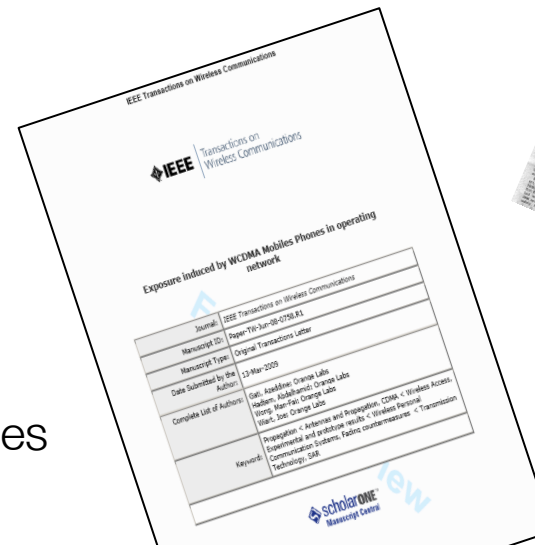 IEEE Transactions on Wireless Communications
IEEE Transactions on
Wireless Communications
Exposure induced by WCDMA Mobiles Phones in operating
network
Journal: IEEE Transactions on Wireless Communications
Manuscript ID: Paper-TW-Jun-08-0758.R1
Manuscript Type: Original Transactions Letter
Date Submitted by the
Author: 13-Mar-2009
Complete List of Authors: Gati, Azeddine; Orange Labs
Hadjem, Abdelhamid; Orange Labs
Wong, Man-Fai; Orange Labs
Wiart, Joe; Orange Labs
Keyword: Propagation < Antennas and Propagation, CDMA < Wireless Access,
Experimental and prototype results < Wireless Personal
Communication Systems, Fading countermeasures < Transmission
Technology, SAR
es
ScholarONE
Manuscript Central